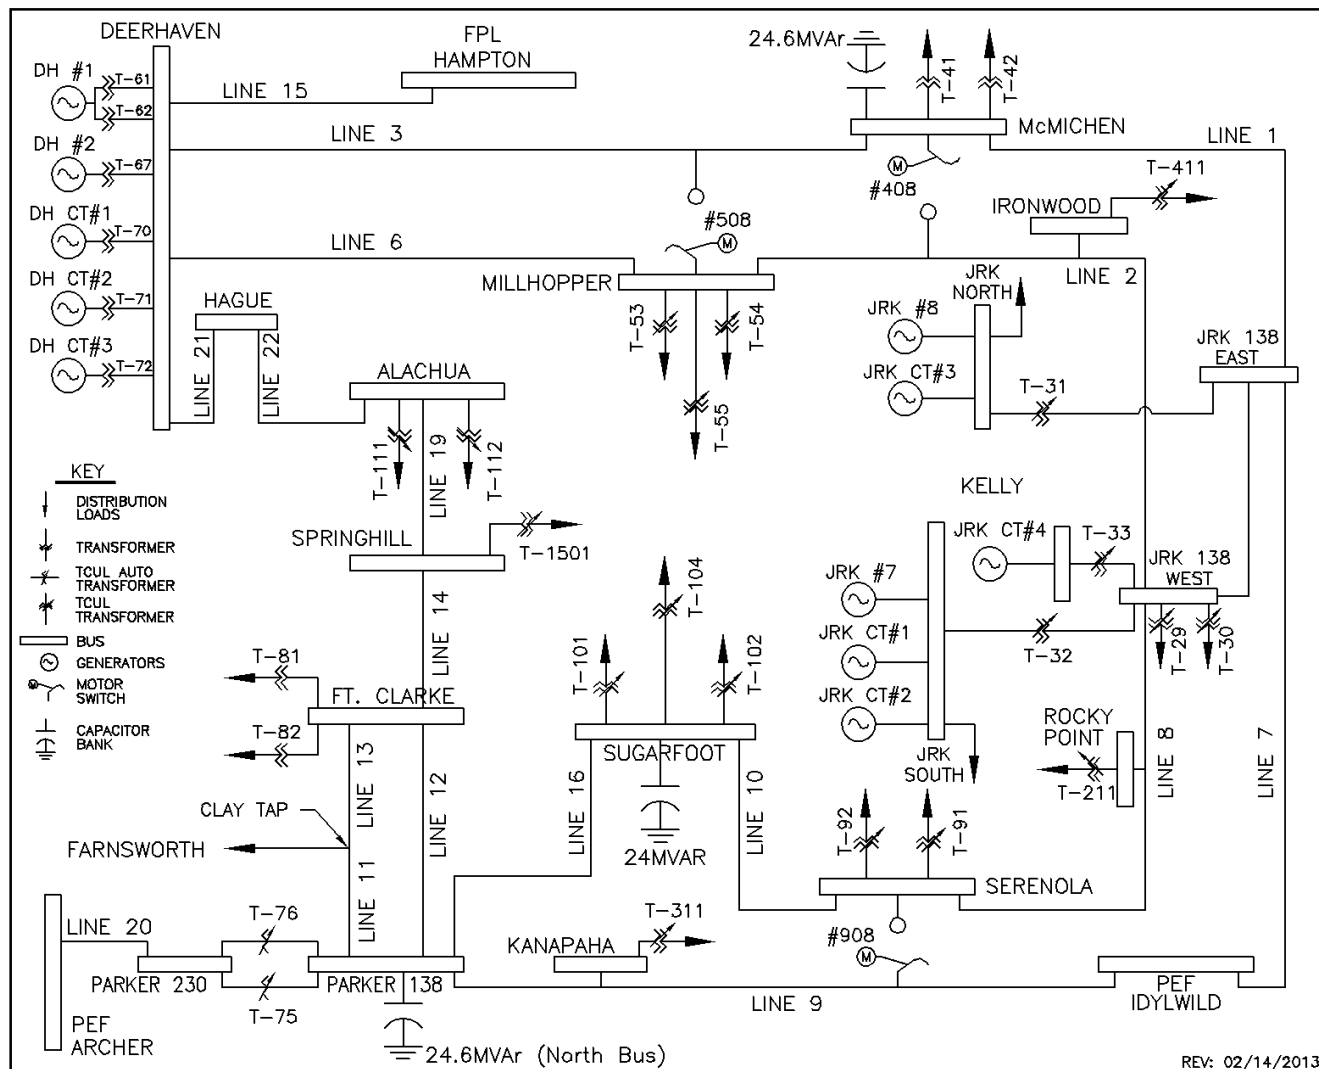 DEERHAVEN
FPL
HAMPTON
24.6MVAr
T-41
T-42
DH #1
T-61
T-62
LINE 15
LINE 3
McMICHEN
LINE 1
DH #2
T-67
M
#408
T-411
DH CT#1
T-70
#508
M
IRONWOOD
LINE 6
LINE 2
DH CT#2
T-71
HAGUE
MILLHOPPER
JRK
NORTH
JRK #8
T-53
T-54
T-55
DH CT#3
T-72
LINE 21
LINE 22
JRK CT#3
T-31
JRK 138
EAST
ALACHUA
T-111
LINE 19
T-112
KEY
DISTRIBUTION
LOADS
TRANSFORMER
TCUL AUTO
TRANSFORMER
TCUL
TRANSFORMER
BUS
GENERATORS
M
MOTOR
SWITCH
CAPACITOR
BANK
SPRINGHILL
T-1501
KELLY
JRK CT#4
T-33
JRK 138
WEST
JRK #7
T-104
LINE 14
T-101
T-102
JRK CT#1
T-32
T-29
T-30
JRK CT#2
T-81
FT. CLARKE
T-82
SUGARFOOT
JRK
SOUTH
ROCKY
POINT
T-211
LINE 8
LINE 7
LINE 13
LINE 12
LINE 16
LINE 10
CLAY TAP
FARNSWORTH
LINE 11
24MVAR
T-92
T-91
SERENOLA
LINE 20
T-76
T-311
#908
M
KANAPAHA
PARKER 230
PARKER 138
T-75
LINE 9
PEF
IDYLWILD
PEF
ARCHER
24.6MVAr (North Bus)
REV: 02/14/2013